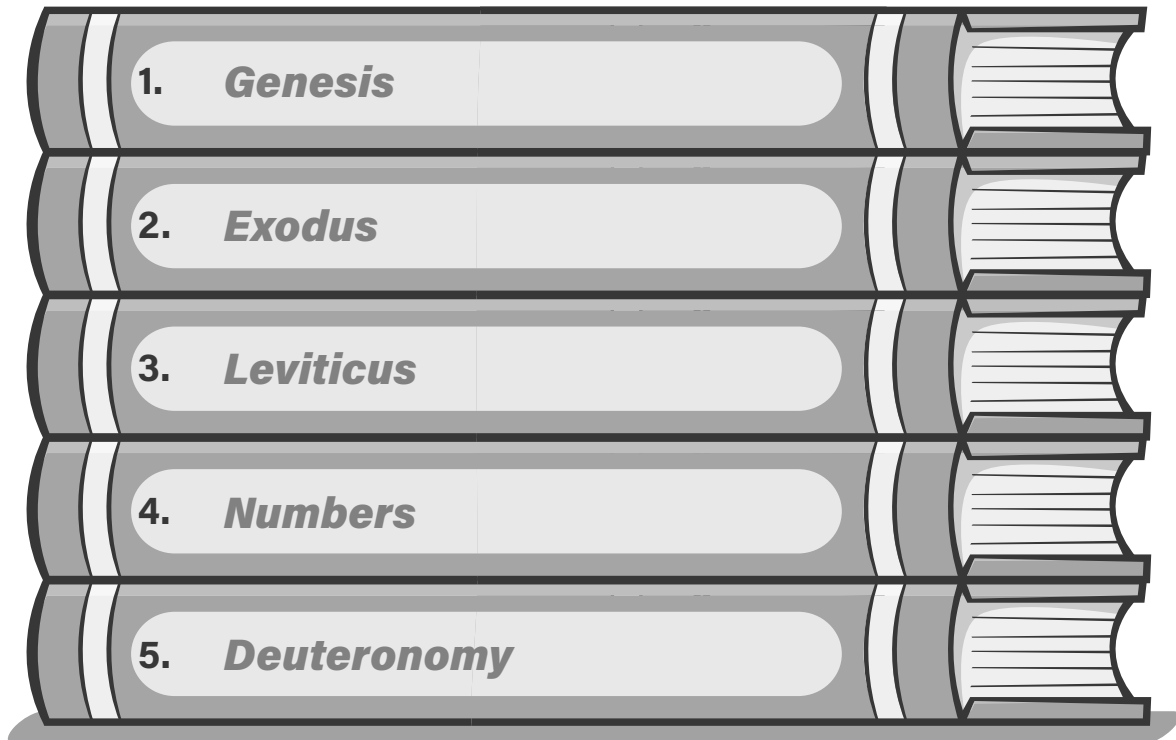 1. Genesis
2. Exodus
3. Leviticus
4. Numbers
5. Deuteronomy